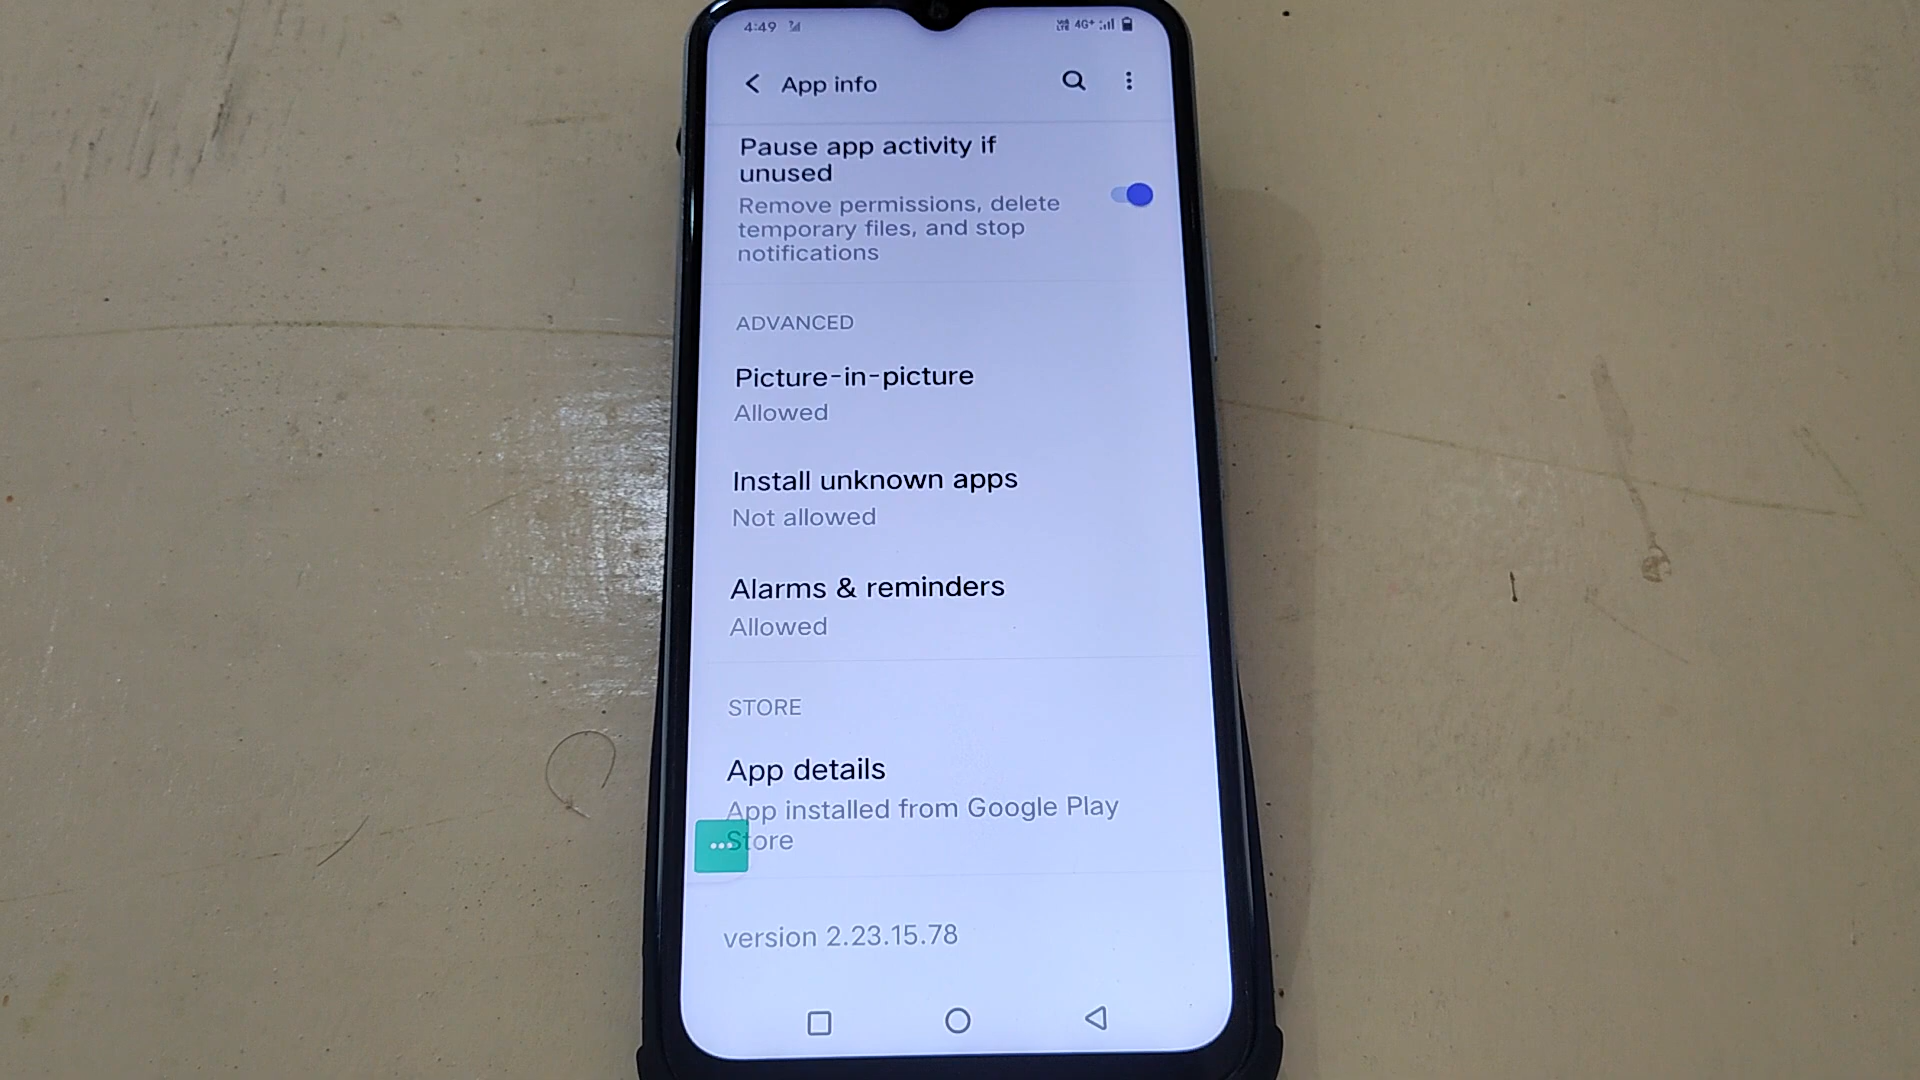 4:49 VoLTE 4G+
App info
Pause app activity if
unused
Remove permissions, delete
temporary files, and stop
notifications
ADVANCED
Picture-in-picture
Allowed
Install unknown apps
Not allowed
Alarms & reminders
Allowed
STORE
App details
App installed from Google Play
Store
version 2.23.15.78